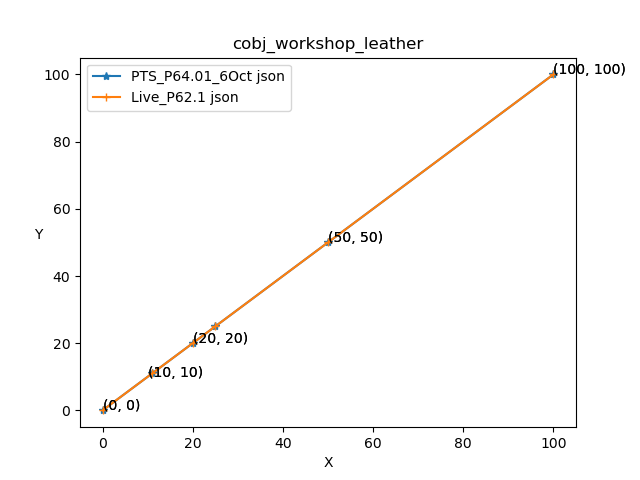 cobj_workshop_leather
PTS_P64.01_6Oct json
Live_P62.1 json
(100, 100)
(50, 50)
(20, 20)
(10, 10)
(0, 0)
100
80
60
40
20
0
Y
0 20 40 60 80 100
X